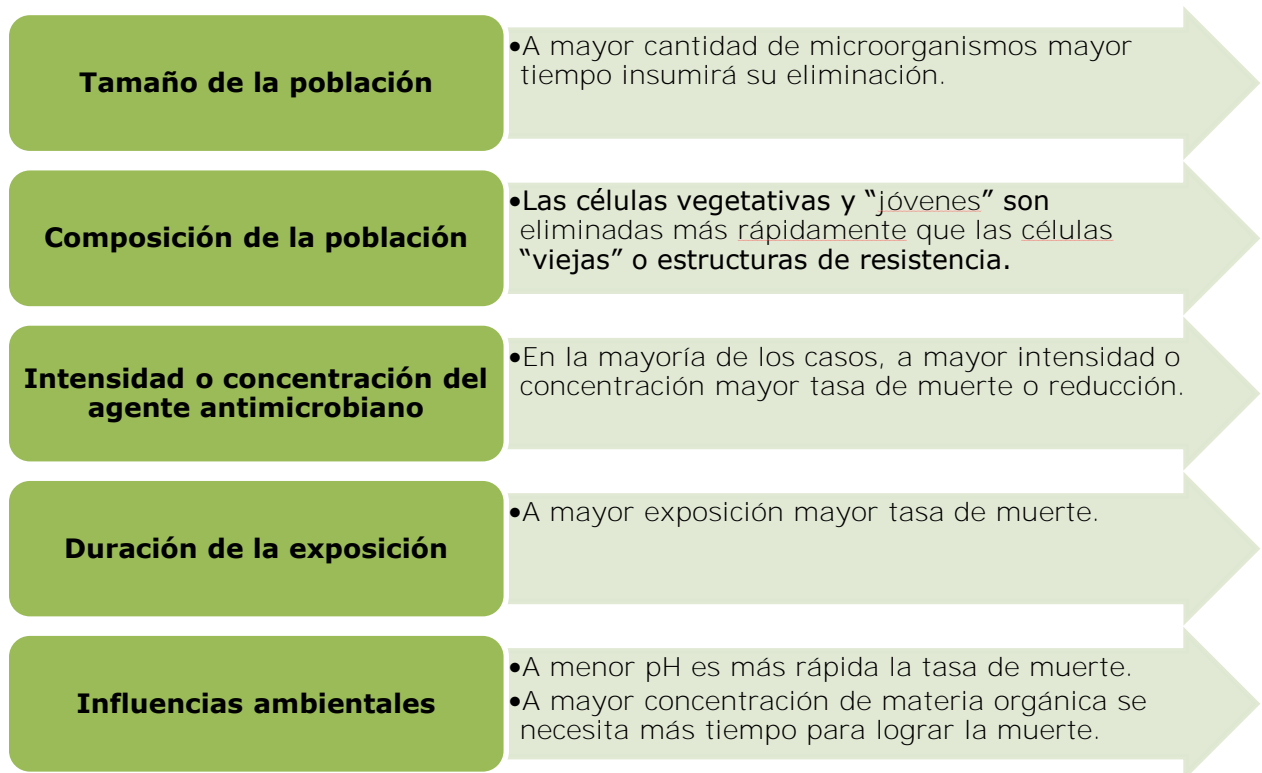 Tamaño de la población
•A mayor cantidad de microorganismos mayor
tiempo insumirá su eliminación.
Composición de la población
•Las células vegetativas y “jóvenes” son
eliminadas más rápidamente que las células
“viejas” o estructuras de resistencia.
Intensidad o concentración del
agente antimicrobiano
•En la mayoría de los casos, a mayor intensidad o
concentración mayor tasa de muerte o reducción.
Duración de la exposición
•A mayor exposición mayor tasa de muerte.
Influencias ambientales
•A menor pH es más rápida la tasa de muerte.
•A mayor concentración de materia orgánica se
necesita más tiempo para lograr la muerte.